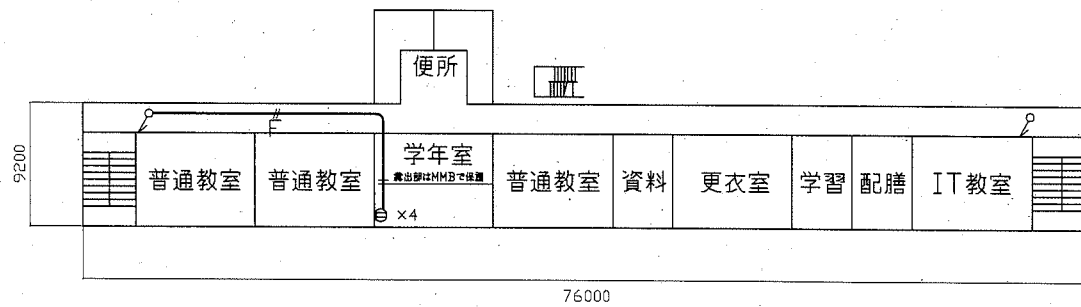 便所
9200
普通教室
普通教室
学年室
露出部はMMBで保護
×4
普通教室
資料
更衣室
学習
配膳
IT教室
76000